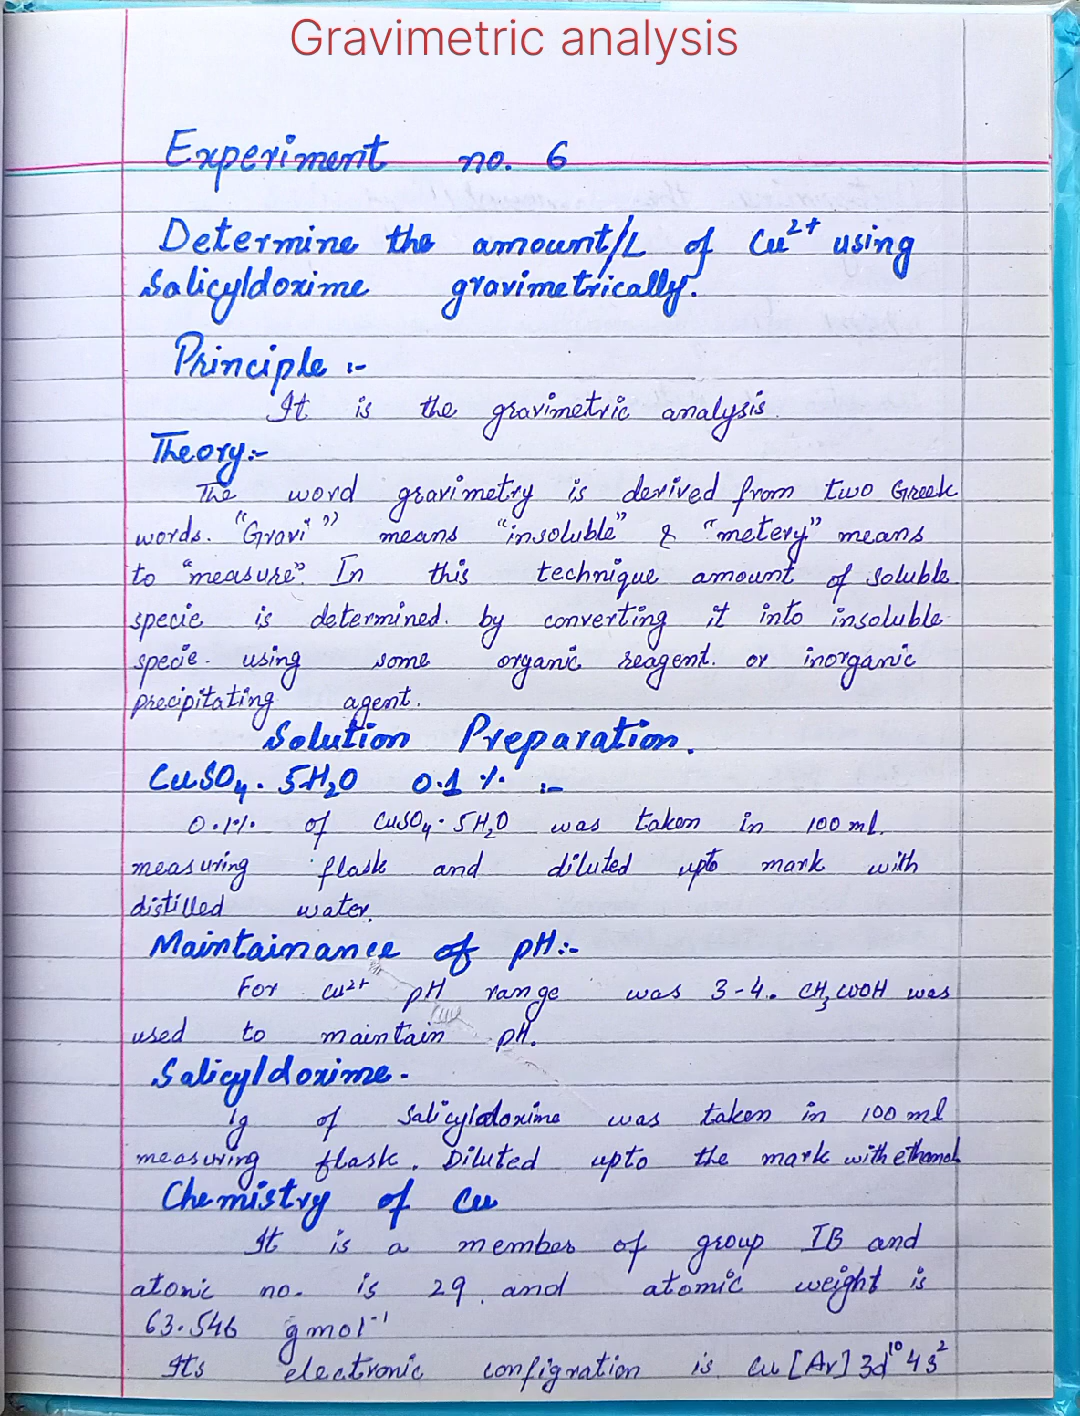 Gravimetric analysis
Experiment no. 6
Determine the amount/L of Cu²⁺ using
Salicyldoxime gravimetrically.
Principle :-
It is the gravimetric analysis.
Theory:-
The word gravimetry is derived from two Greek
words. "Gravi" means "insoluble" & "metery" means
to "measure". In this technique amount of soluble
specie is determined. by converting it into insoluble
specie. using some organic reagent. or inorganic
precipitating agent.
Solution Preparation.
CuSO₄. 5H₂O 0.1 % :-
0.1% of CuSO₄. 5H₂O was taken in 100 ml.
measuring flask and diluted upto mark with
distilled water.
Maintainance of pH:-
For Cu²⁺ pH range was 3-4. CH₃COOH was
used to maintain pH.
Salicyldoxime-
1g of Salicyldoxime was taken in 100 ml
measuring flask. Diluted upto the mark with ethanol
Chemistry of Cu
It is a member of group IB and
atomic no. is 29 and atomic weight is
63.546 gmol⁻¹
Its electronic configration is Cu [Ar] 3d¹⁰ 4s²